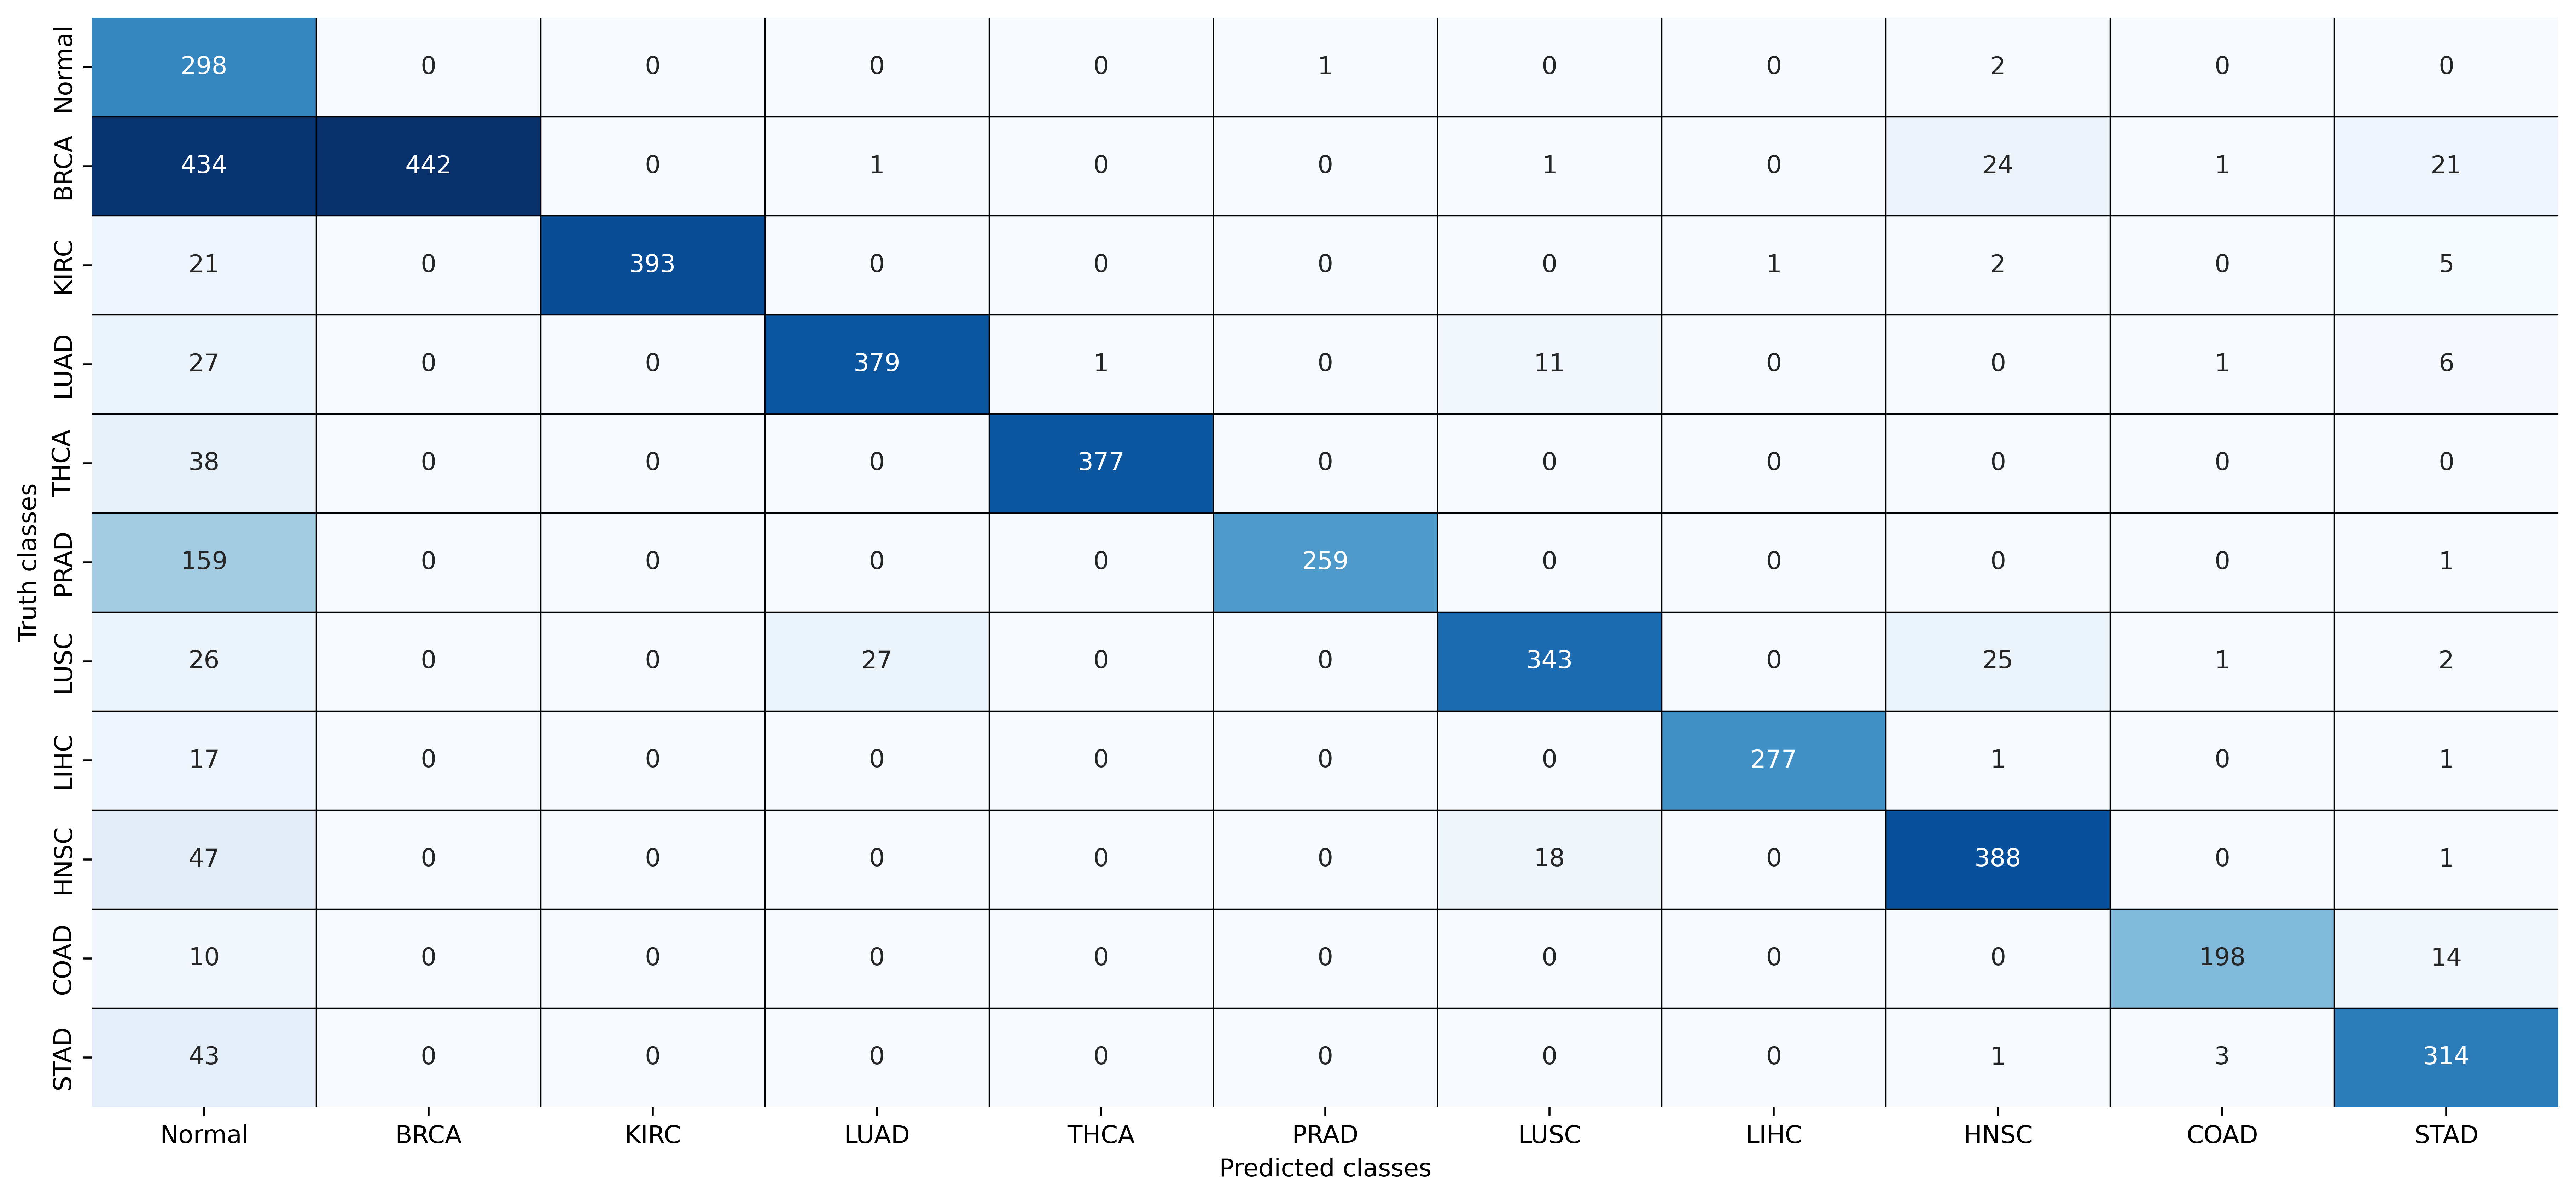 Truth classes
Normal 298 0 0 0 0 1 0 0 2 0 0
BRCA 434 442 0 1 0 0 1 0 24 1 21
KIRC 21 0 393 0 0 0 0 1 2 0 5
LUAD 27 0 0 379 1 0 11 0 0 1 6
THCA 38 0 0 0 377 0 0 0 0 0 0
PRAD 159 0 0 0 0 259 0 0 0 0 1
LUSC 26 0 0 27 0 0 343 0 25 1 2
LIHC 17 0 0 0 0 0 0 277 1 0 1
HNSC 47 0 0 0 0 0 18 0 388 0 1
COAD 10 0 0 0 0 0 0 0 0 198 14
STAD 43 0 0 0 0 0 0 0 1 3 314
Normal BRCA KIRC LUAD THCA PRAD LUSC LIHC HNSC COAD STAD
Predicted classes